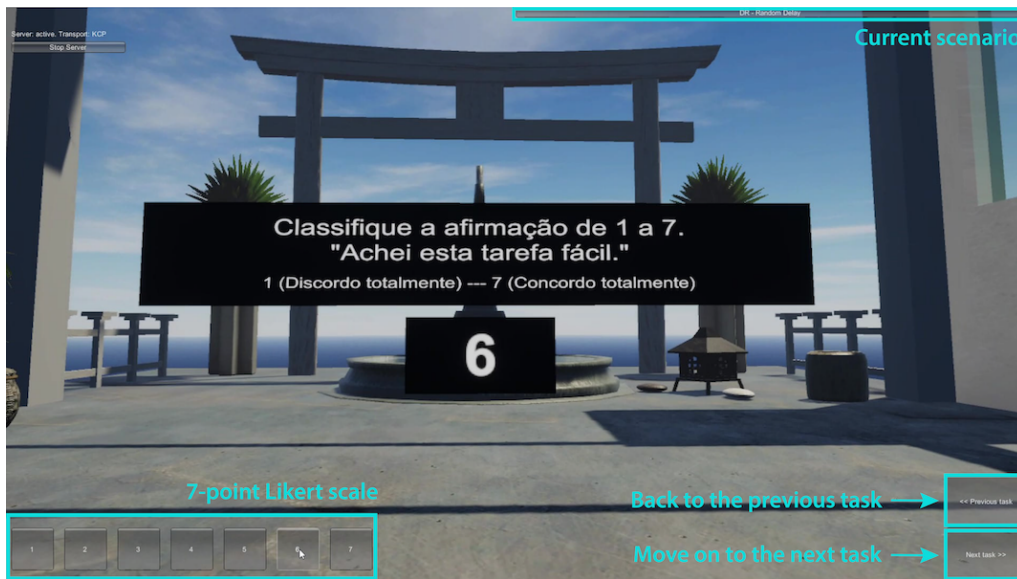 DR - Random Delay
Server: active, Transport: KCP
Stop Server
Current scenario
Classifique a afirmação de 1 a 7.
"Achei esta tarefa fácil."
1 (Discordo totalmente) --- 7 (Concordo totalmente)
6
7-point Likert scale
Back to the previous task
<< Previous task
1 2 3 4 5 6 7
Move on to the next task
Next task >>